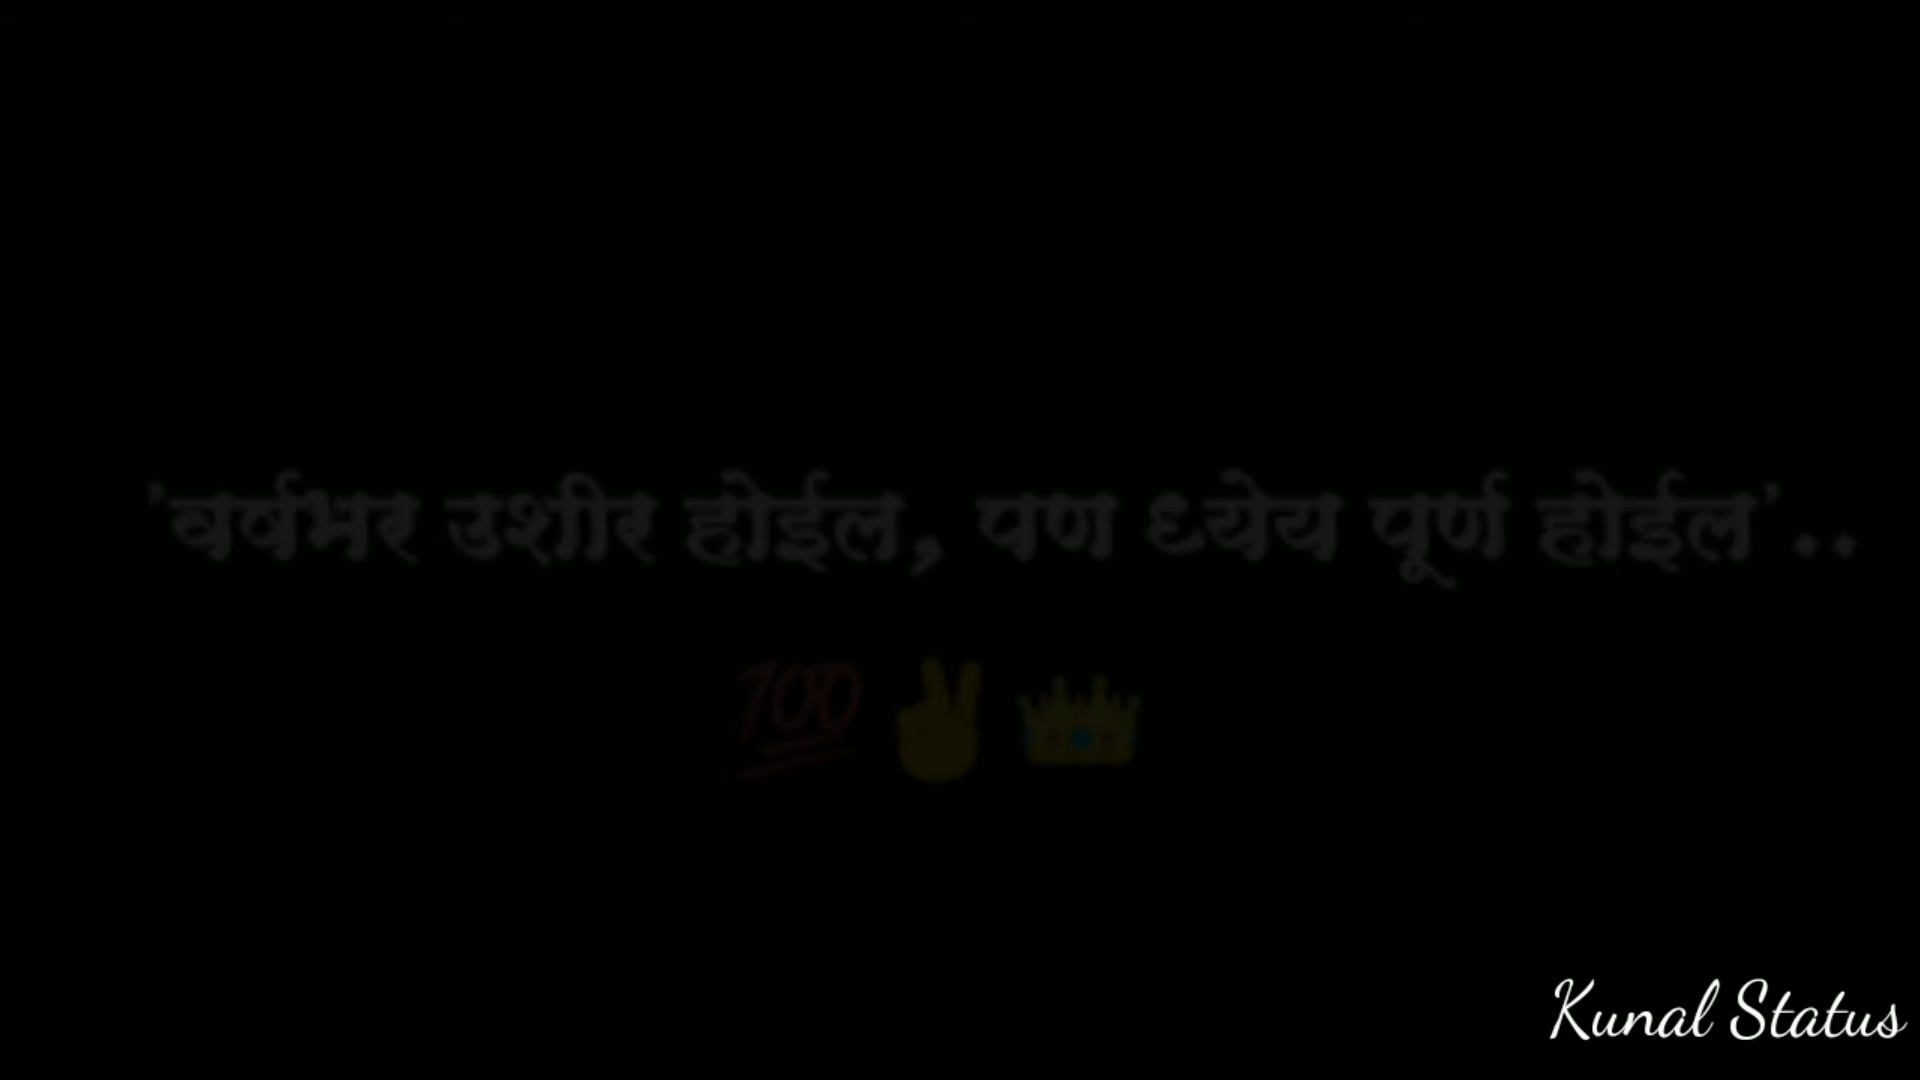 'वर्षभर उशीर होईल, पण ध्येय पूर्ण होईल'..
💯✌👑
Kunal Status